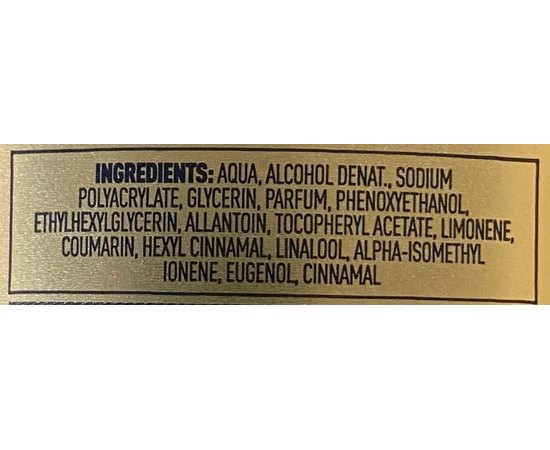 INGREDIENTS: AQUA, ALCOHOL DENAT., SODIUM
POLYACRYLATE, GLYCERIN, PARFUM, PHENOXYETHANOL,
ETHYLHEXYLGLYCERIN, ALLANTOIN, TOCOPHERYL ACETATE, LIMONENE,
COUMARIN, HEXYL CINNAMAL, LINALOOL, ALPHA-ISOMETHYL
IONENE, EUGENOL, CINNAMAL